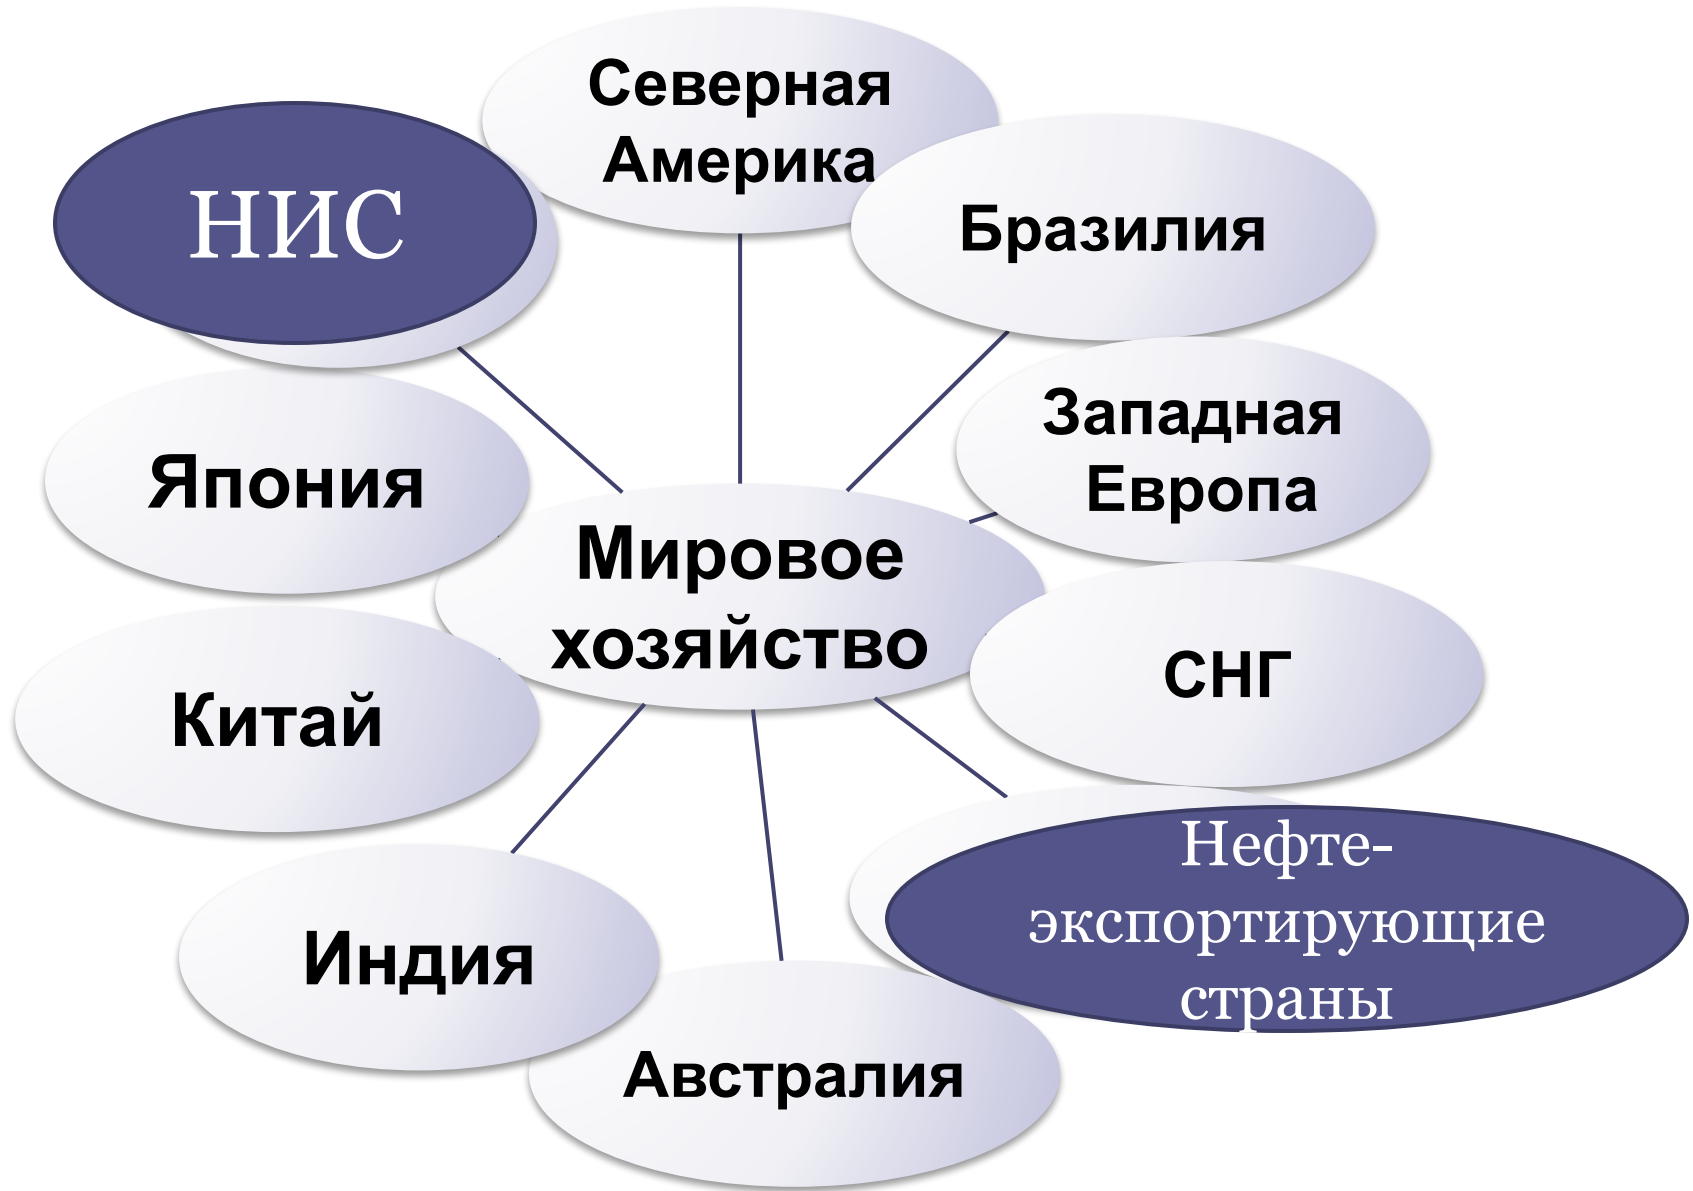 Северная
Америка
НИС
Бразилия
Западная
Европа
Япония
Мировое
хозяйство
СНГ
Китай
Нефте-
экспортирующие
страны
Индия
Австралия